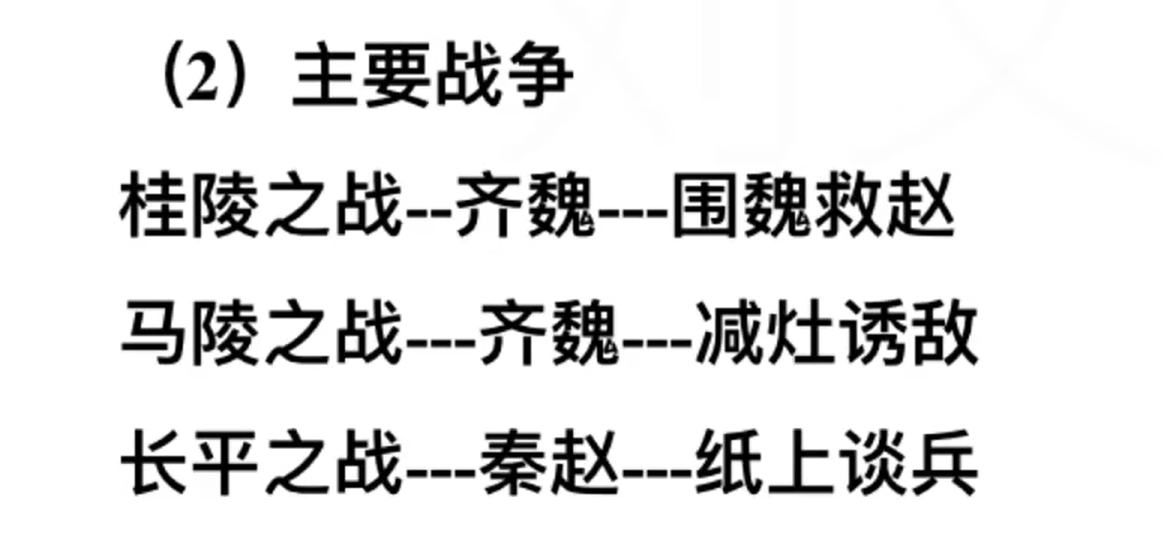 （2）主要战争
桂陵之战--齐魏---围魏救赵
马陵之战---齐魏---减灶诱敌
长平之战---秦赵---纸上谈兵